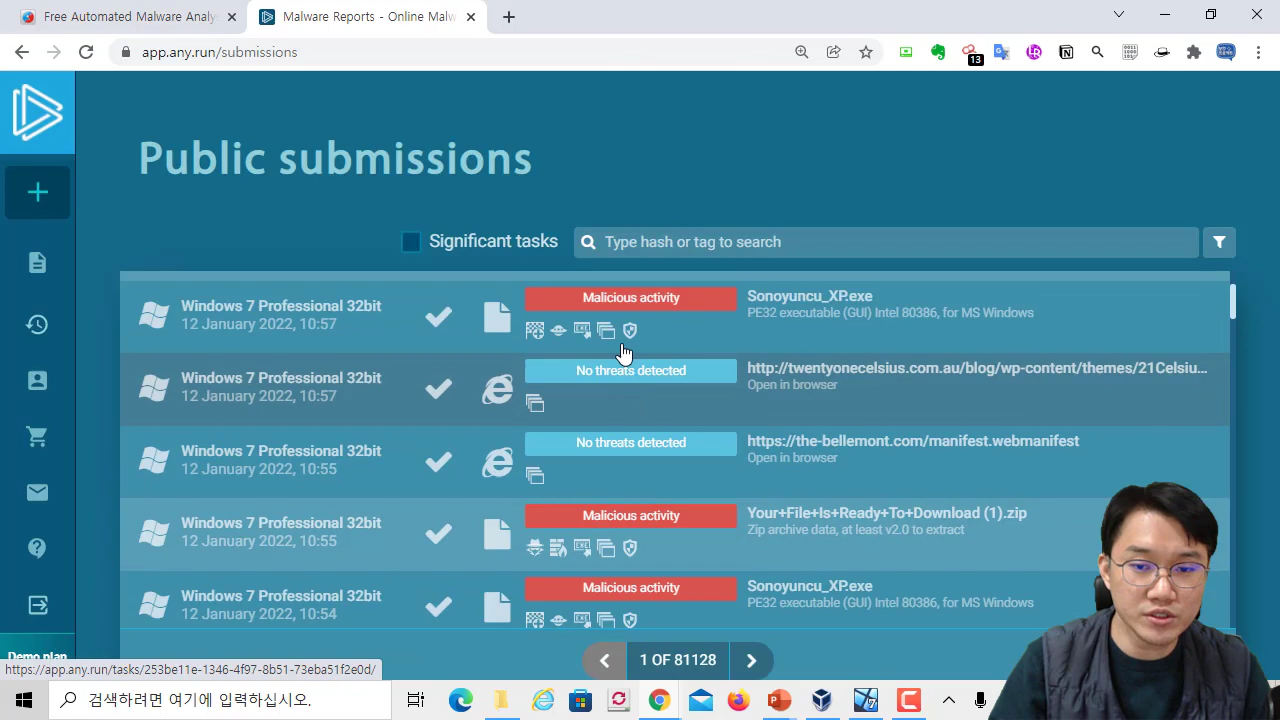 Free Automated Malware Analy
Malware Reports - Online Malw
app.any.run/submissions
13
Public submissions
Significant tasks
Type hash or tag to search
Windows 7 Professional 32bit
12 January 2022, 10:57
Malicious activity
Sonoyuncu_XP.exe
PE32 executable (GUI) Intel 80386, for MS Windows
Windows 7 Professional 32bit
12 January 2022, 10:57
No threats detected
http://twentyonecelsius.com.au/blog/wp-content/themes/21Celsiu...
Open in browser
Windows 7 Professional 32bit
12 January 2022, 10:55
No threats detected
https://the-bellemont.com/manifest.webmanifest
Open in browser
Windows 7 Professional 32bit
12 January 2022, 10:55
Malicious activity
Your+File+Is+Ready+To+Download (1).zip
Zip archive data, at least v2.0 to extract
Windows 7 Professional 32bit
12 January 2022, 10:54
Malicious activity
Sonoyuncu_XP.exe
PE32 executable (GUI) Intel 80386, for MS Windows
Demo plan
1 OF 81128
https://app.any.run/tasks/253be11e-1346-4f97-8b51-73eba51f2e0d/
검색하려면 여기에 입력하십시오.